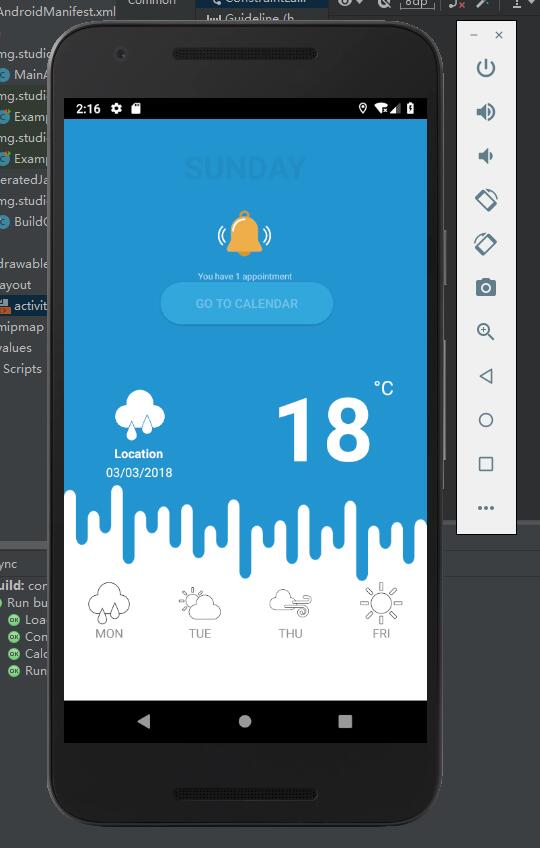 AndroidManifest.xml
Common
ConstraintLa...
Guideline (h
8dp
mg.studi
MainA
mg.studi
Examp
mg.studi
Examp
eratedJa
mg.studi
BuildC
drawable
ayout
activit
mipmap
values
Scripts
2:16
SUNDAY
You have 1 appointment
GO TO CALENDAR
18
°C
Location
03/03/2018
MON
TUE
THU
FRI
ync
uild: cor
Run bu
Loa
Con
Calc
Run